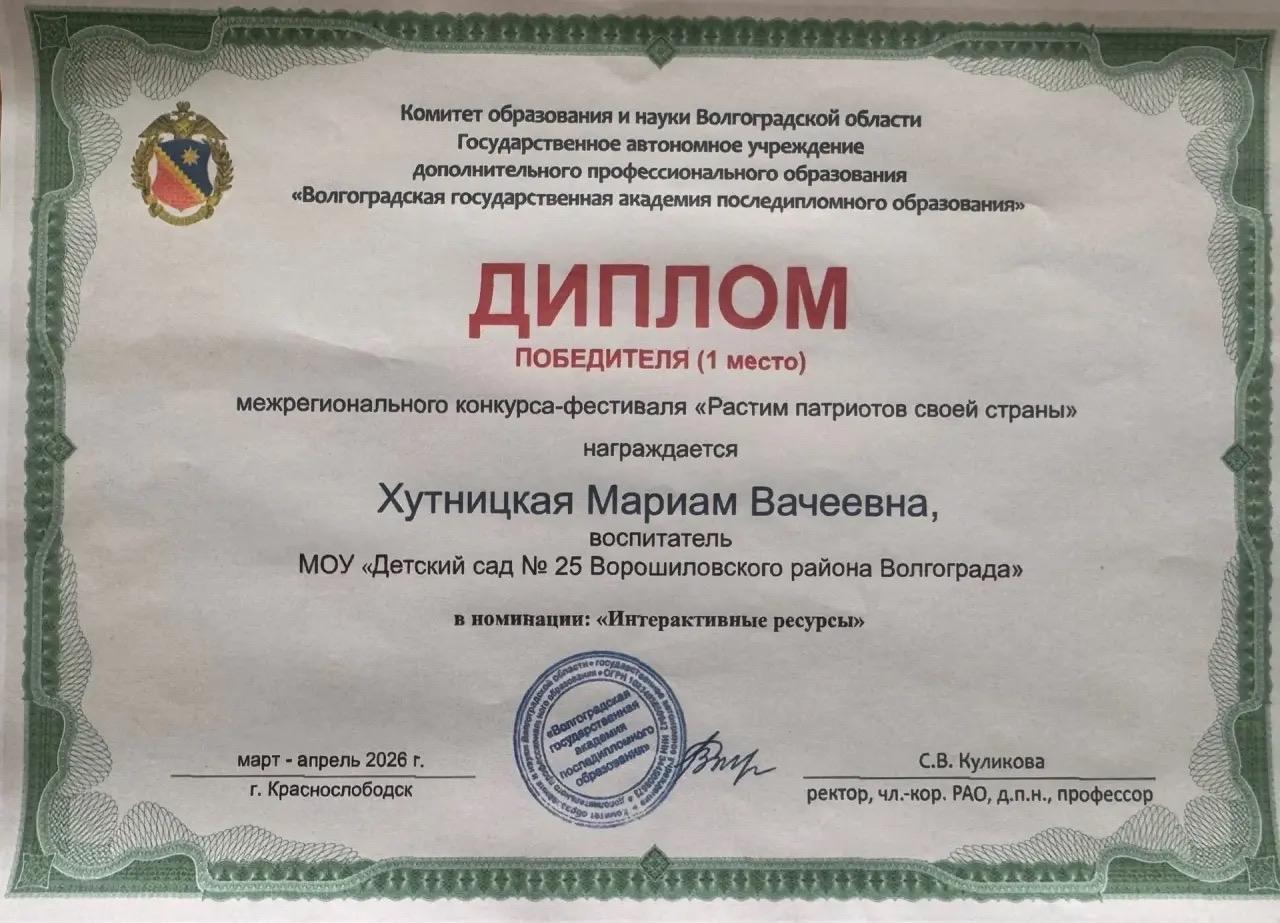 Комитет образования и науки Волгоградской области
Государственное автономное учреждение
дополнительного профессионального образования
«Волгоградская государственная академия последипломного образования»
ДИПЛОМ
ПОБЕДИТЕЛЯ (1 место)
межрегионального конкурса-фестиваля «Растим патриотов своей страны»
награждается
Хутницкая Мариам Вачеевна,
воспитатель
МОУ «Детский сад № 25 Ворошиловского района Волгограда»
в номинации: «Интерактивные ресурсы»
«Волгоградская
государственная
академия
последипломного
образования»
март - апрель 2026 г.
г. Краснослободск
С.В. Куликова
ректор, чл.-кор. РАО, д.п.н., профессор